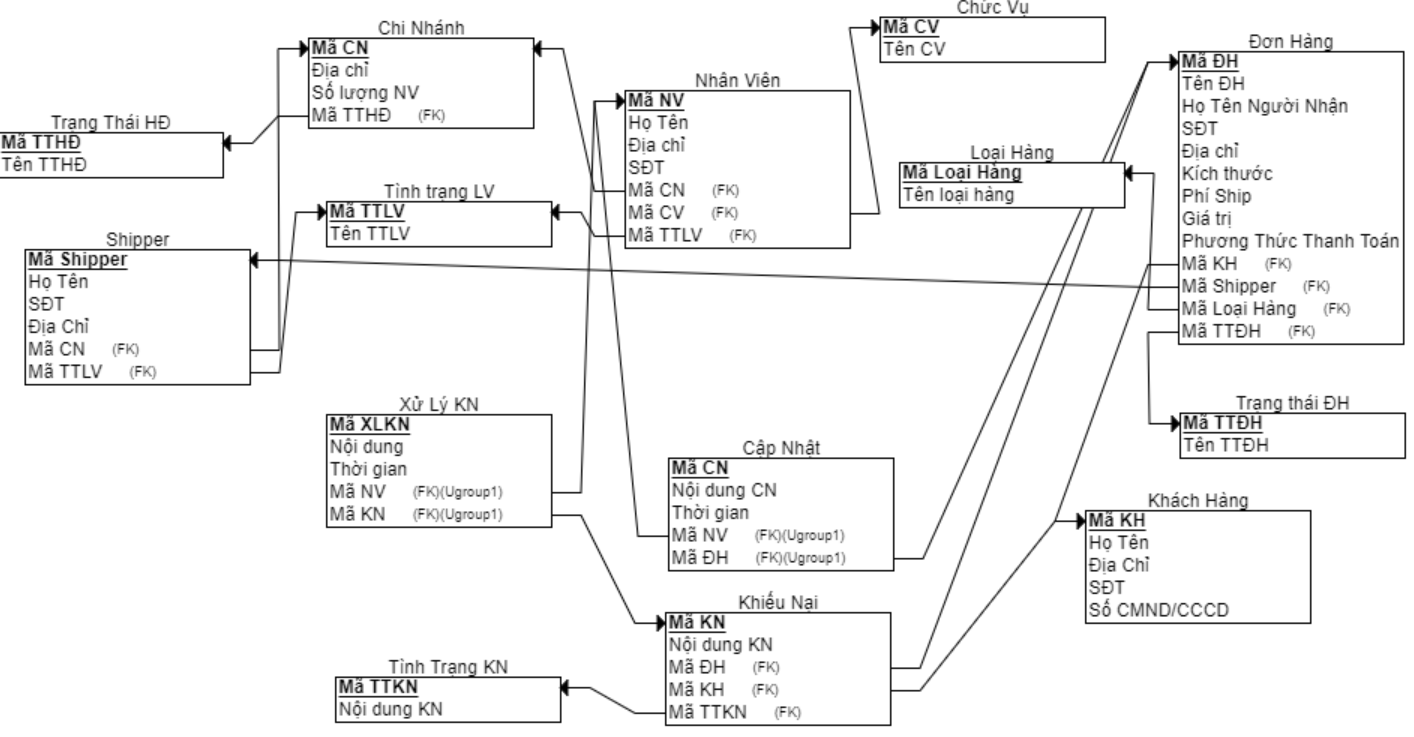 Chức Vụ
Mã CV
Tên CV
Chi Nhánh
Mã CN
Địa chỉ
Số lượng NV
Mã TTHĐ (FK)
Đơn Hàng
Mã ĐH
Tên ĐH
Họ Tên Người Nhận
SĐT
Địa chỉ
Kích thước
Phí Ship
Giá trị
Phương Thức Thanh Toán
Mã KH (FK)
Mã Shipper (FK)
Mã Loại Hàng (FK)
Mã TTĐH (FK)
Nhân Viên
Mã NV
Họ Tên
Địa chỉ
SĐT
Mã CN (FK)
Mã CV (FK)
Mã TTLV (FK)
Trạng Thái HĐ
Mã TTHĐ
Tên TTHĐ
Loại Hàng
Mã Loại Hàng
Tên loại hàng
Tình trạng LV
Mã TTLV
Tên TTLV
Shipper
Mã Shipper
Họ Tên
SĐT
Địa Chỉ
Mã CN (FK)
Mã TTLV (FK)
Xử Lý KN
Mã XLKN
Nội dung
Thời gian
Mã NV (FK)(Ugroup1)
Mã KN (FK)(Ugroup1)
Trạng thái ĐH
Mã TTĐH
Tên TTĐH
Cập Nhật
Mã CN
Nội dung CN
Thời gian
Mã NV (FK)(Ugroup1)
Mã ĐH (FK)(Ugroup1)
Khách Hàng
Mã KH
Họ Tên
Địa Chỉ
SĐT
Số CMND/CCCD
Khiếu Nại
Mã KN
Nội dung KN
Mã ĐH (FK)
Mã KH (FK)
Mã TTKN (FK)
Tình Trạng KN
Mã TTKN
Nội dung KN